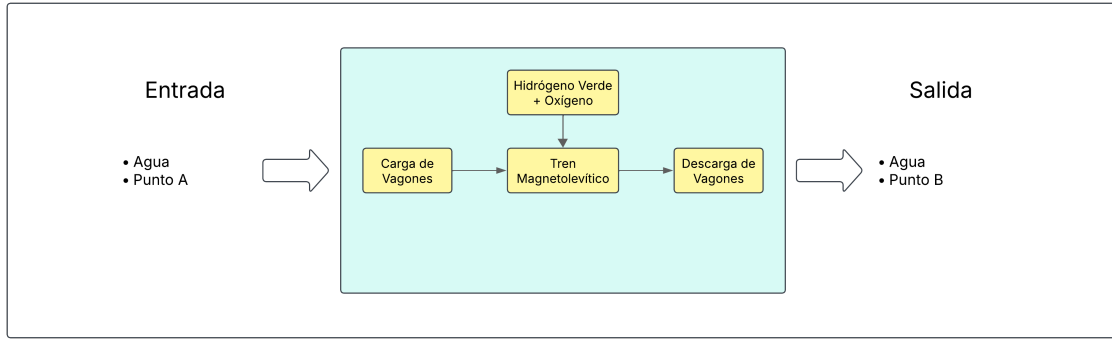 Entrada
• Agua
• Punto A
Hidrógeno Verde
+ Oxígeno
Carga de
Vagones
Tren
Magnetolevítico
Descarga de
Vagones
Salida
• Agua
• Punto B